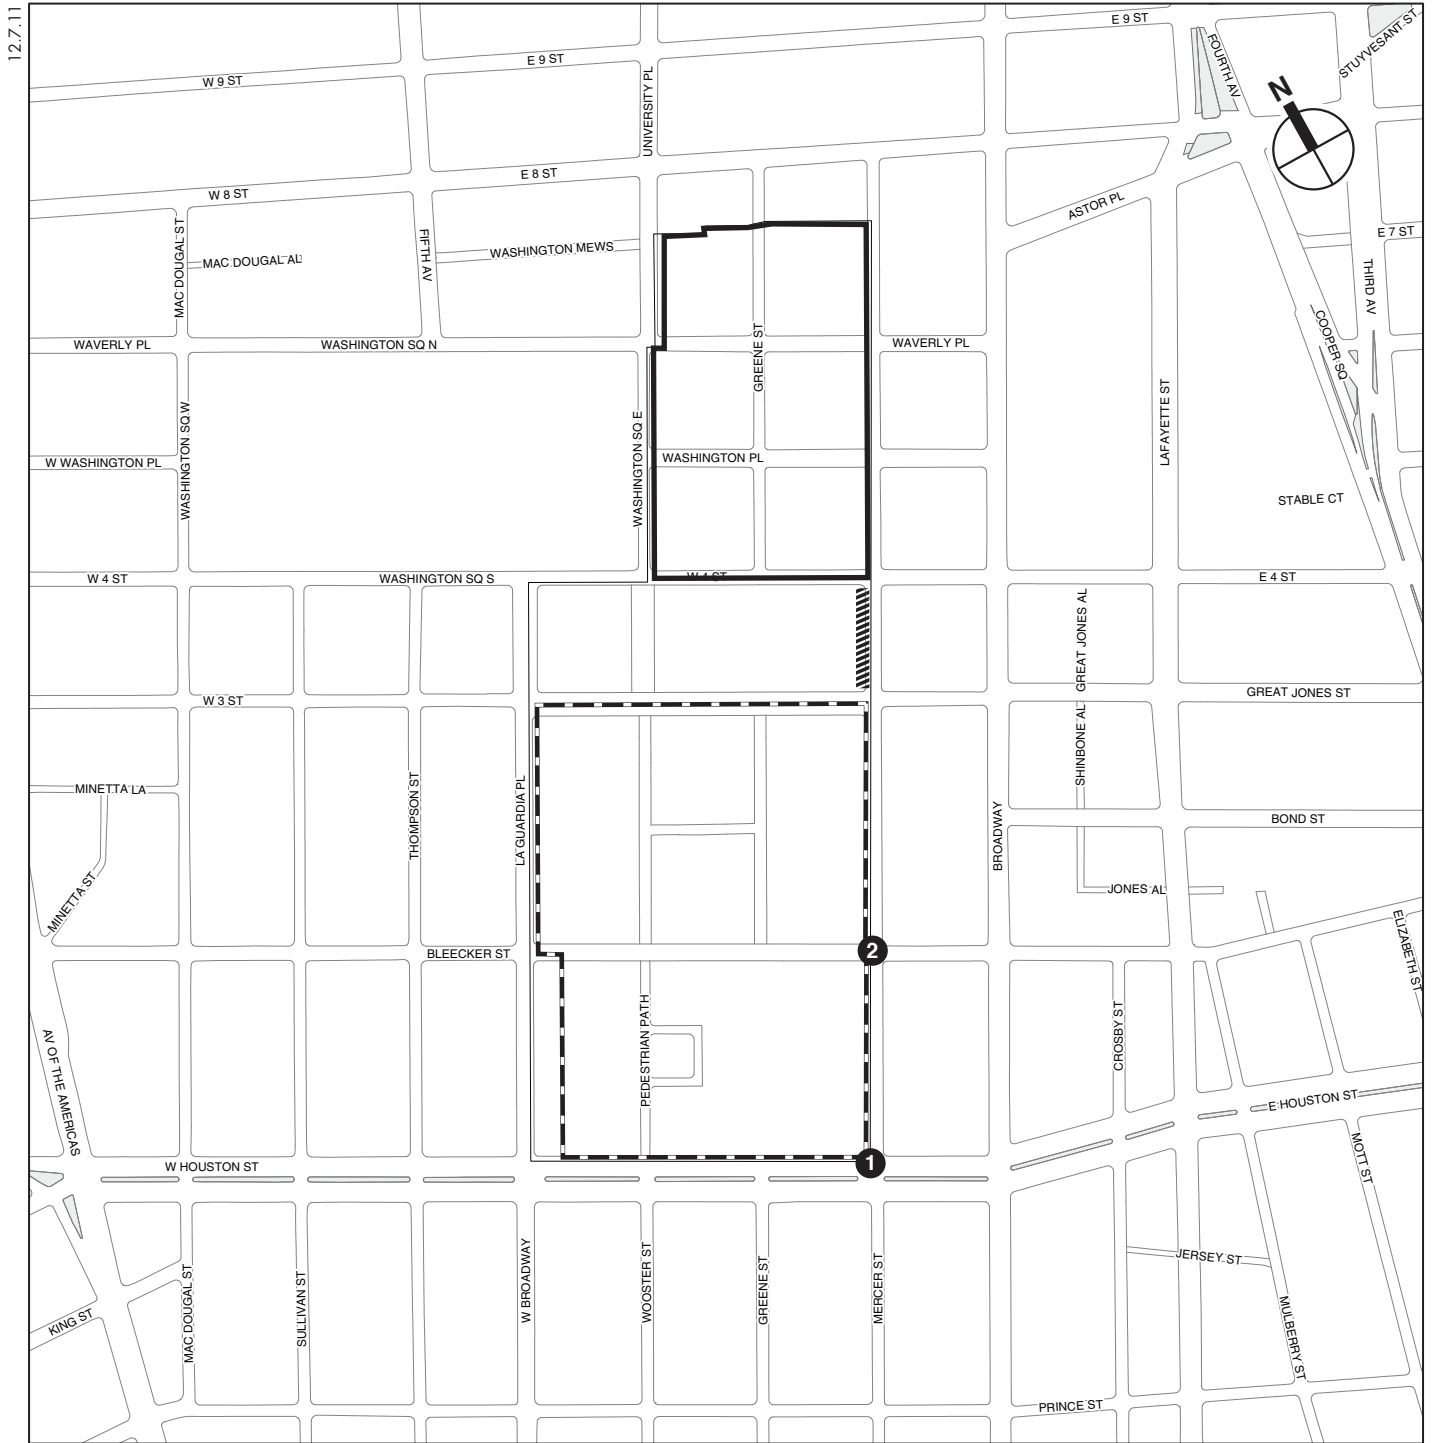 12.7.11
E 9 ST
STUYVESANT ST
FOURTH AV
E 9 ST
W 9 ST
UNIVERSITY PL
N
E 8 ST
W 8 ST
ASTOR PL
E 7 ST
MAC DOUGAL ST
FIFTH AV
WASHINGTON MEWS
MAC DOUGAL AL
THIRD AV
COOPER SQ
WAVERLY PL
WASHINGTON SQ N
GREENE ST
WAVERLY PL
LAFAYETTE ST
WASHINGTON SQ W
WASHINGTON SQ E
W WASHINGTON PL
WASHINGTON PL
STABLE CT
W 4 ST
WASHINGTON SQ S
W 4 ST
E 4 ST
GREAT JONES AL
W 3 ST
GREAT JONES ST
SHINBONE AL
MINETTA LA
THOMPSON ST
LA GUARDIA PL
BROADWAY
BOND ST
MINETTA ST
JONES AL
ELIZABETH ST
BLEECKER ST
2
PEDESTRIAN PATH
CROSBY ST
AV OF THE AMERICAS
E HOUSTON ST
W HOUSTON ST
1
MOTT ST
JERSEY ST
KING ST
MAC DOUGAL ST
SULLIVAN ST
W BROADWAY
WOOSTER ST
GREENE ST
MERCER ST
MULBERRY ST
PRINCE ST